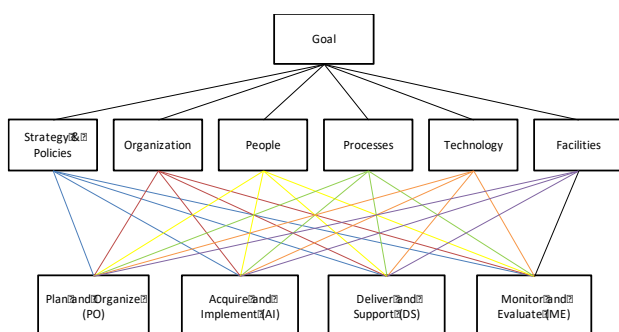 Goal
Strategy & 
Policies
Organization
People
Processes
Technology
Facilities
Plan and
Organize
(PO)
Acquire and
Implement (AI)
Deliver and
Support (DS)
Monitor and
Evaluate (ME)